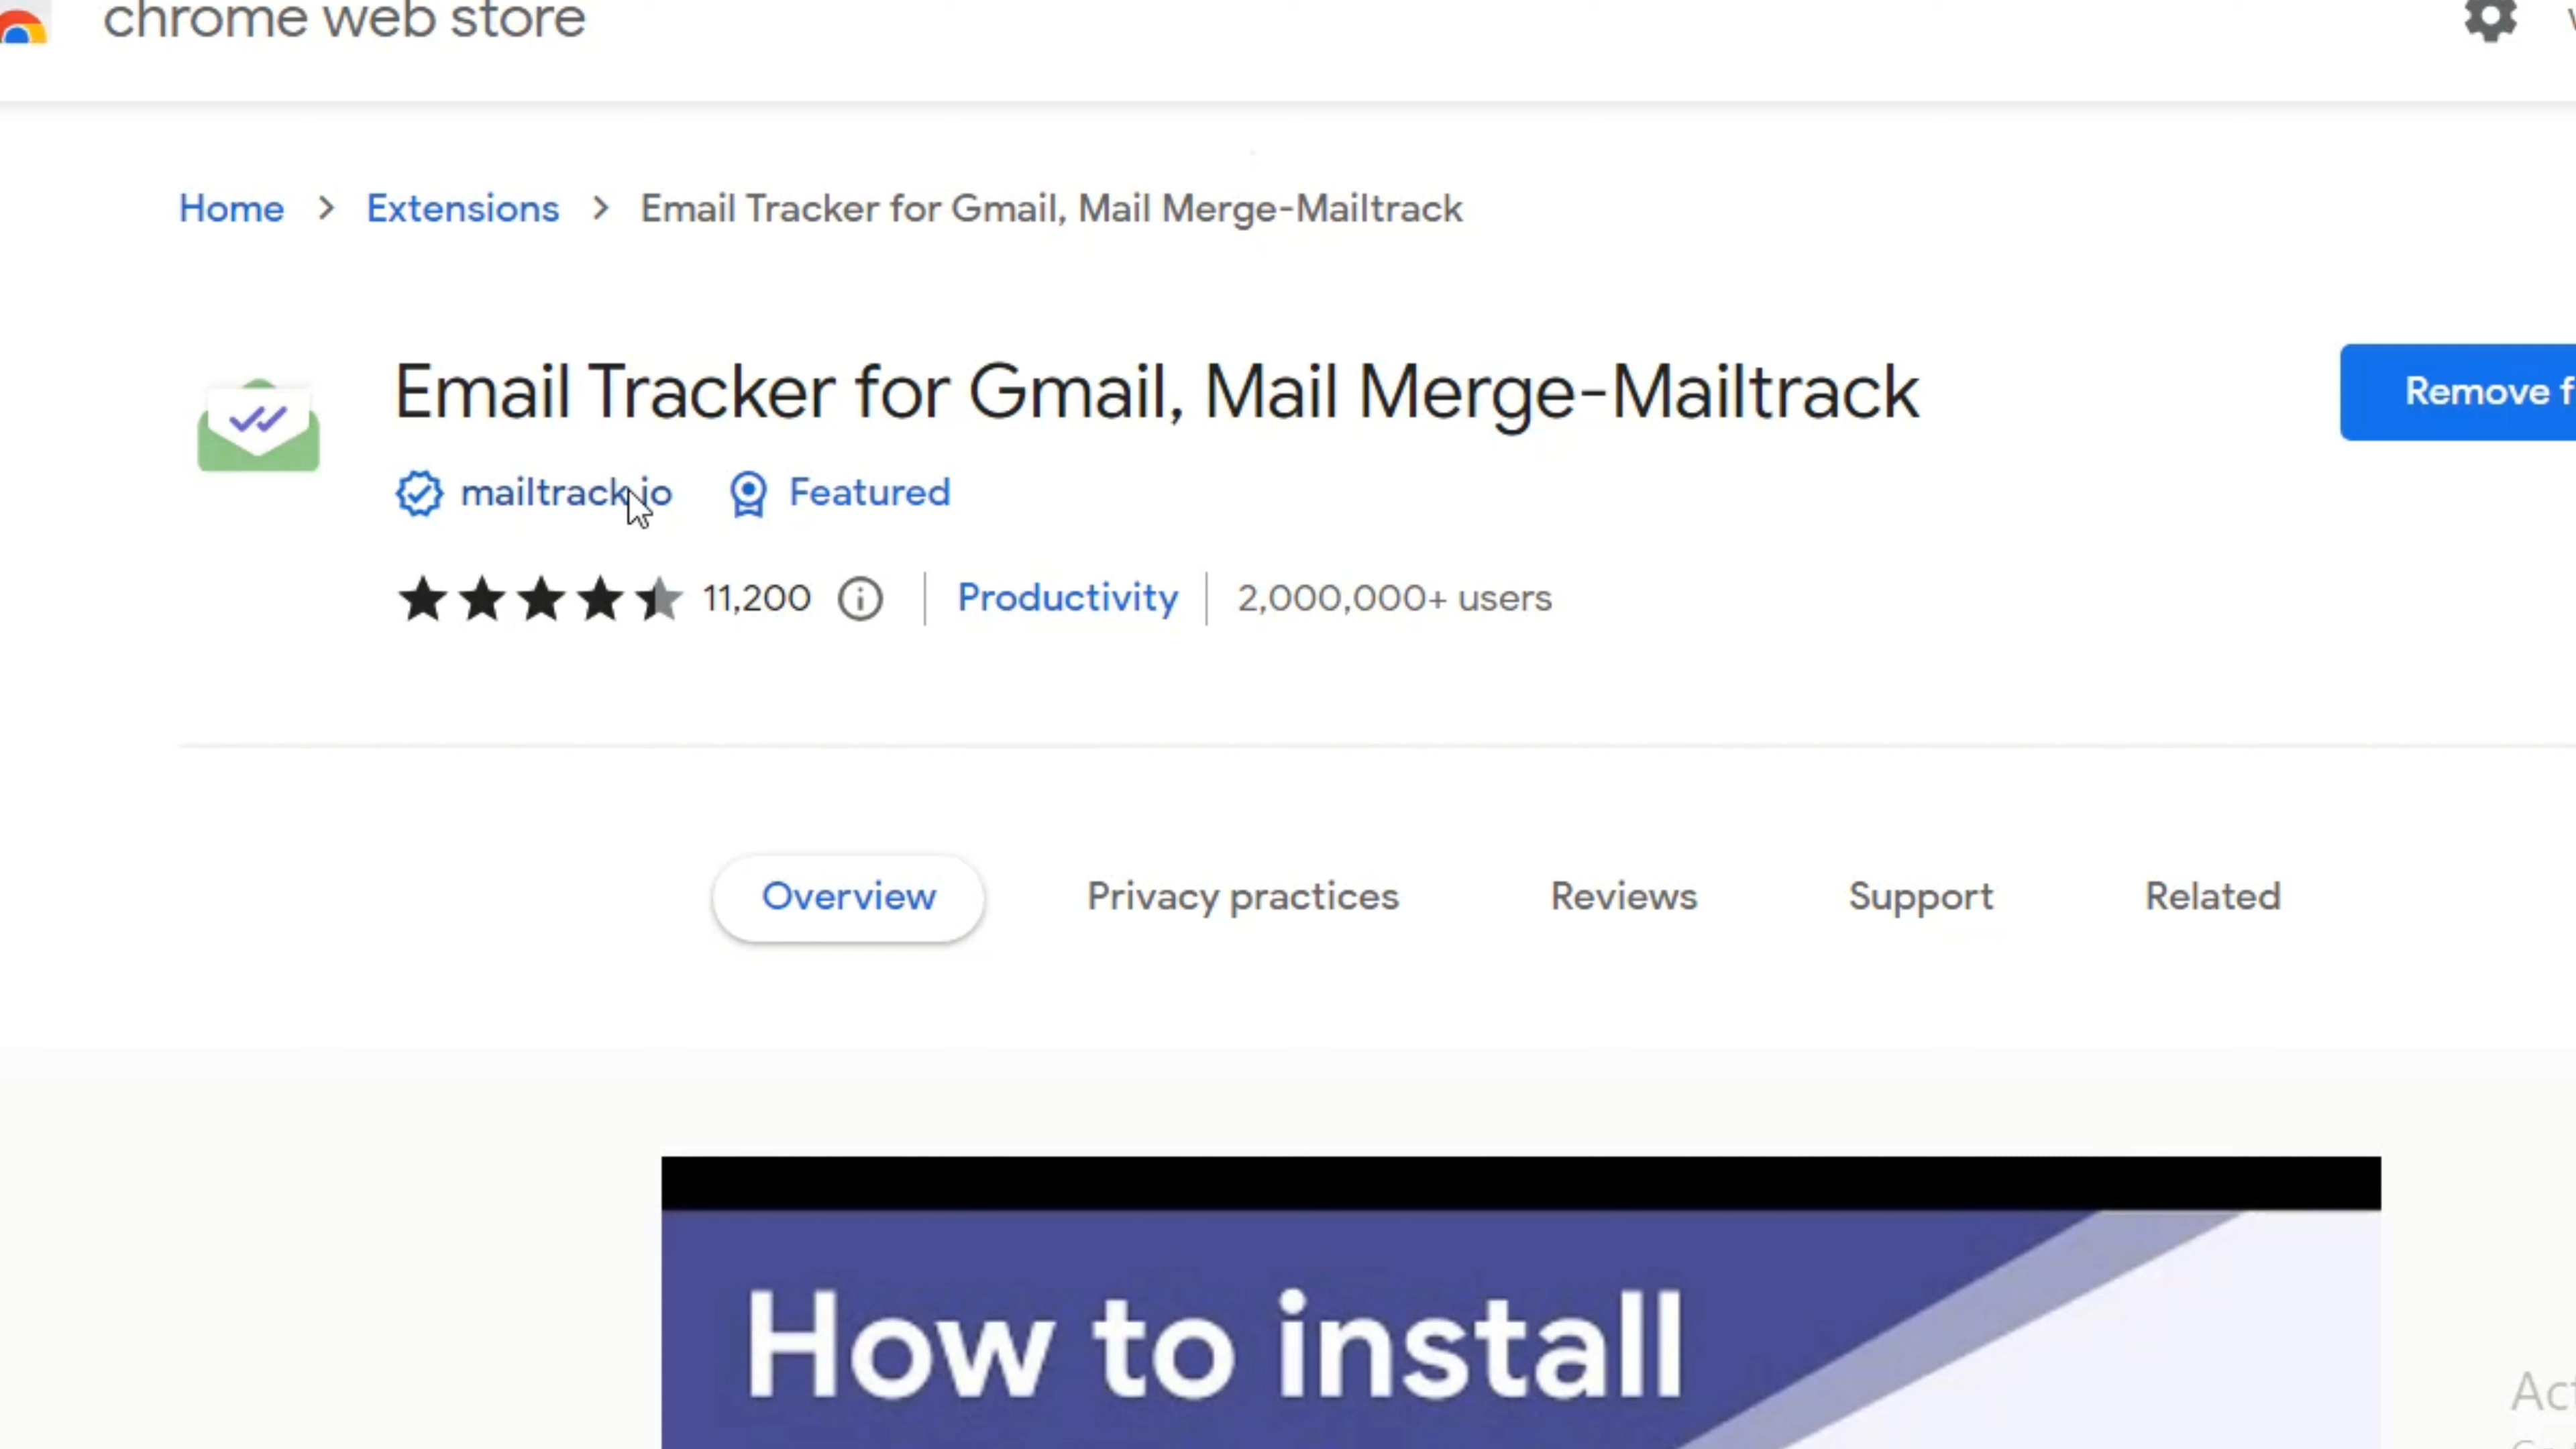 chrome web store
Home > Extensions > Email Tracker for Gmail, Mail Merge-Mailtrack
Email Tracker for Gmail, Mail Merge-Mailtrack
Remove f
mailtrack.io Featured
11,200 Productivity 2,000,000+ users
Overview Privacy practices Reviews Support Related
How to install